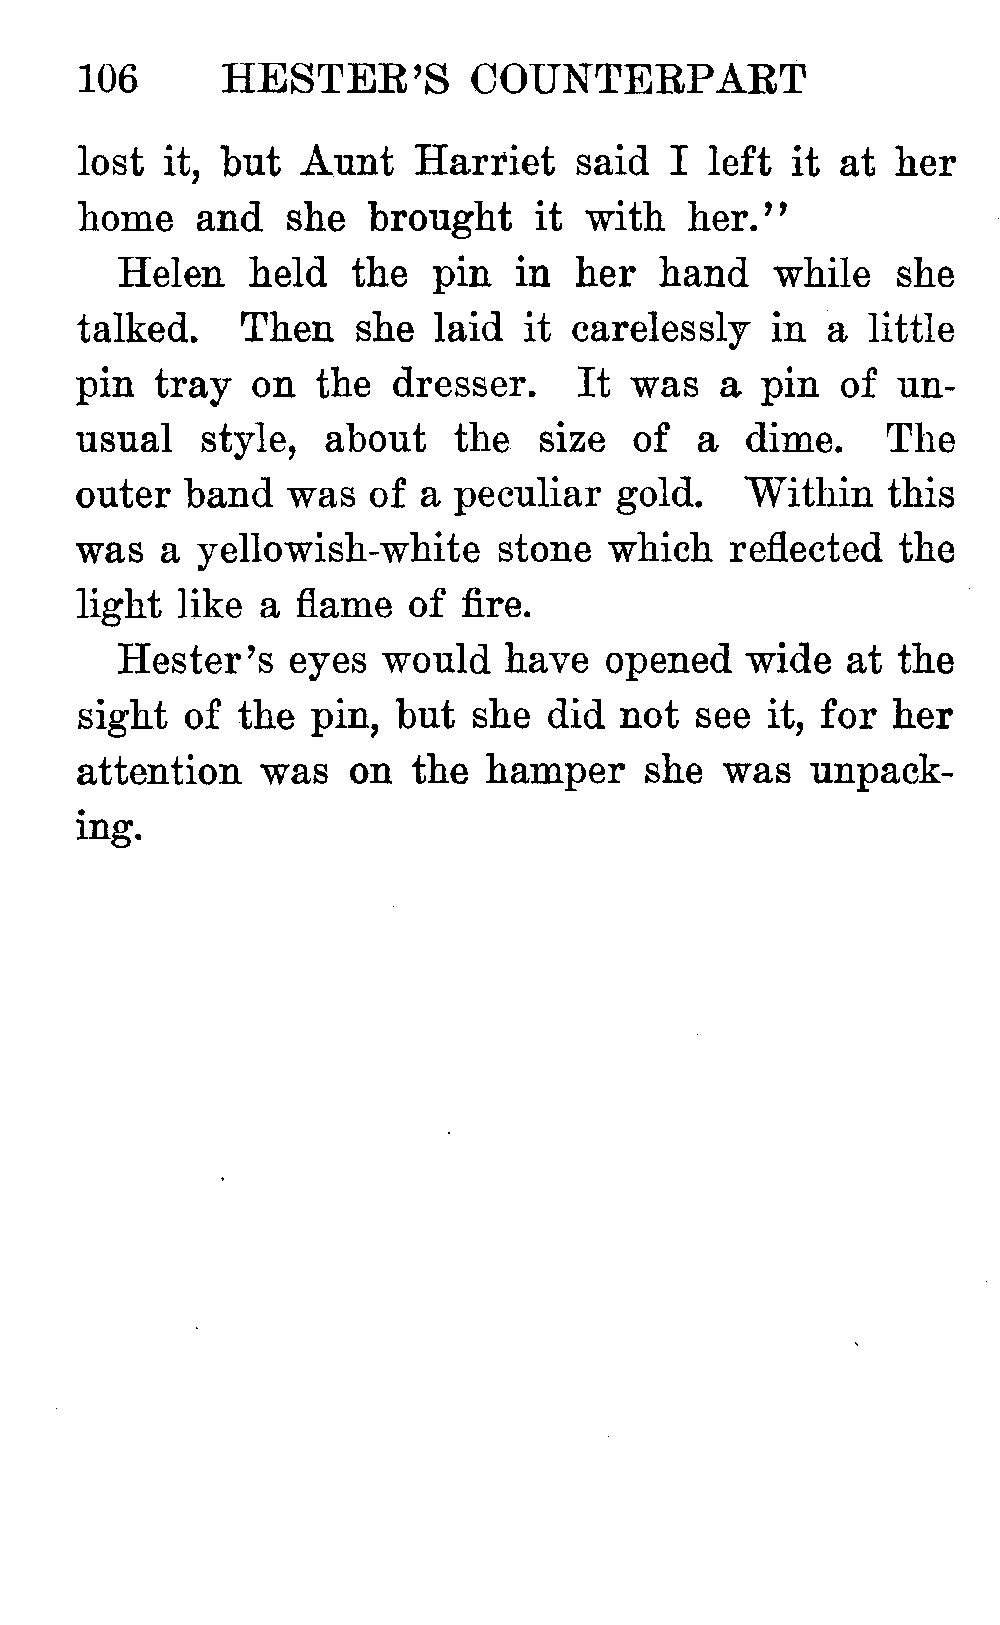 106 HESTER'S COUNTERPART
lost it, but Aunt Harriet said I left it at her
home and she brought it with her.''
Helen held the pin in her hand while she
talked. Then she laid it carelessly in a little
pin tray on the dresser. It was a pin of un-
usual style, about the size of a dime. The
outer band was of a peculiar gold. Within this
was a yellowish-white stone which reflected the
light like a flame of fire.
Hester's eyes would have opened wide at the
sight of the pin, but she did not see it, for her
attention was on the hamper she was unpack-
ing.